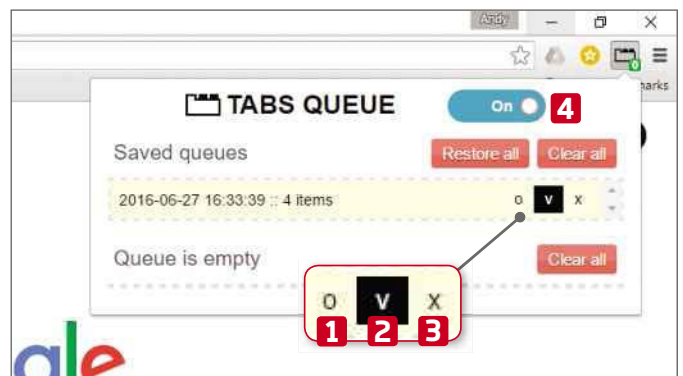 Andy
arks
TABS QUEUE On 4
Saved queues Restore all Clear all
2016-06-27 16:33:39 :: 4 items o v x
Queue is empty Clear all
O V X
1 2 3
gle
0